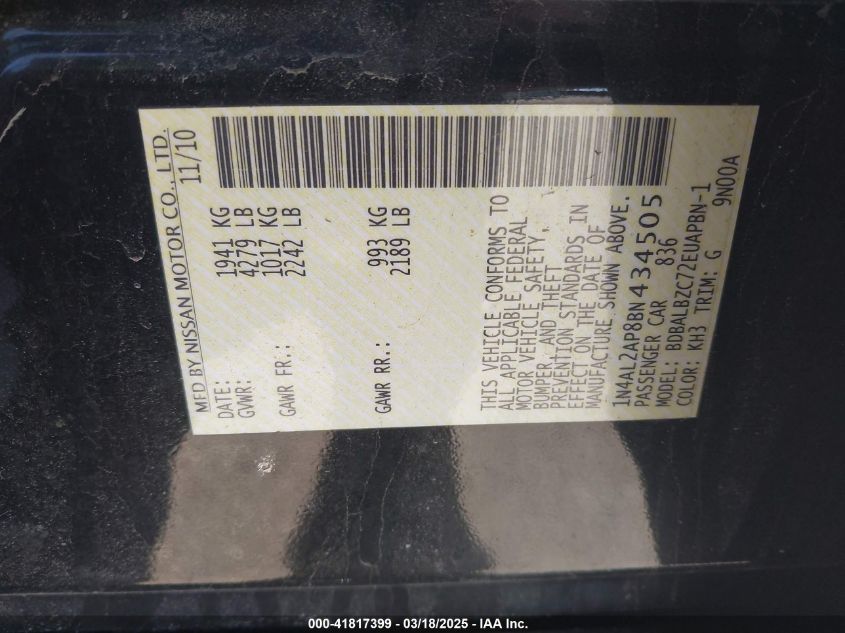 MFD BY NISSAN MOTOR CO., LTD.
DATE: 11/10
GVWR: 1941 KG
4279 LB
GAWR FR.: 1017 KG
2242 LB
GAWR RR.: 993 KG
2189 LB
THIS VEHICLE CONFORMS TO
ALL APPLICABLE FEDERAL
MOTOR VEHICLE SAFETY,
BUMPER, AND THEFT
PREVENTION STANDARDS IN
EFFECT ON THE DATE OF
MANUFACTURE SHOWN ABOVE.
1N4AL2AP8BN434505
PASSENGER CAR 836
MODEL: BDBALBZC72EUAPBN-1
COLOR: KH3 TRIM: G 9N00A
000-41817399 - 03/18/2025 - IAA Inc.